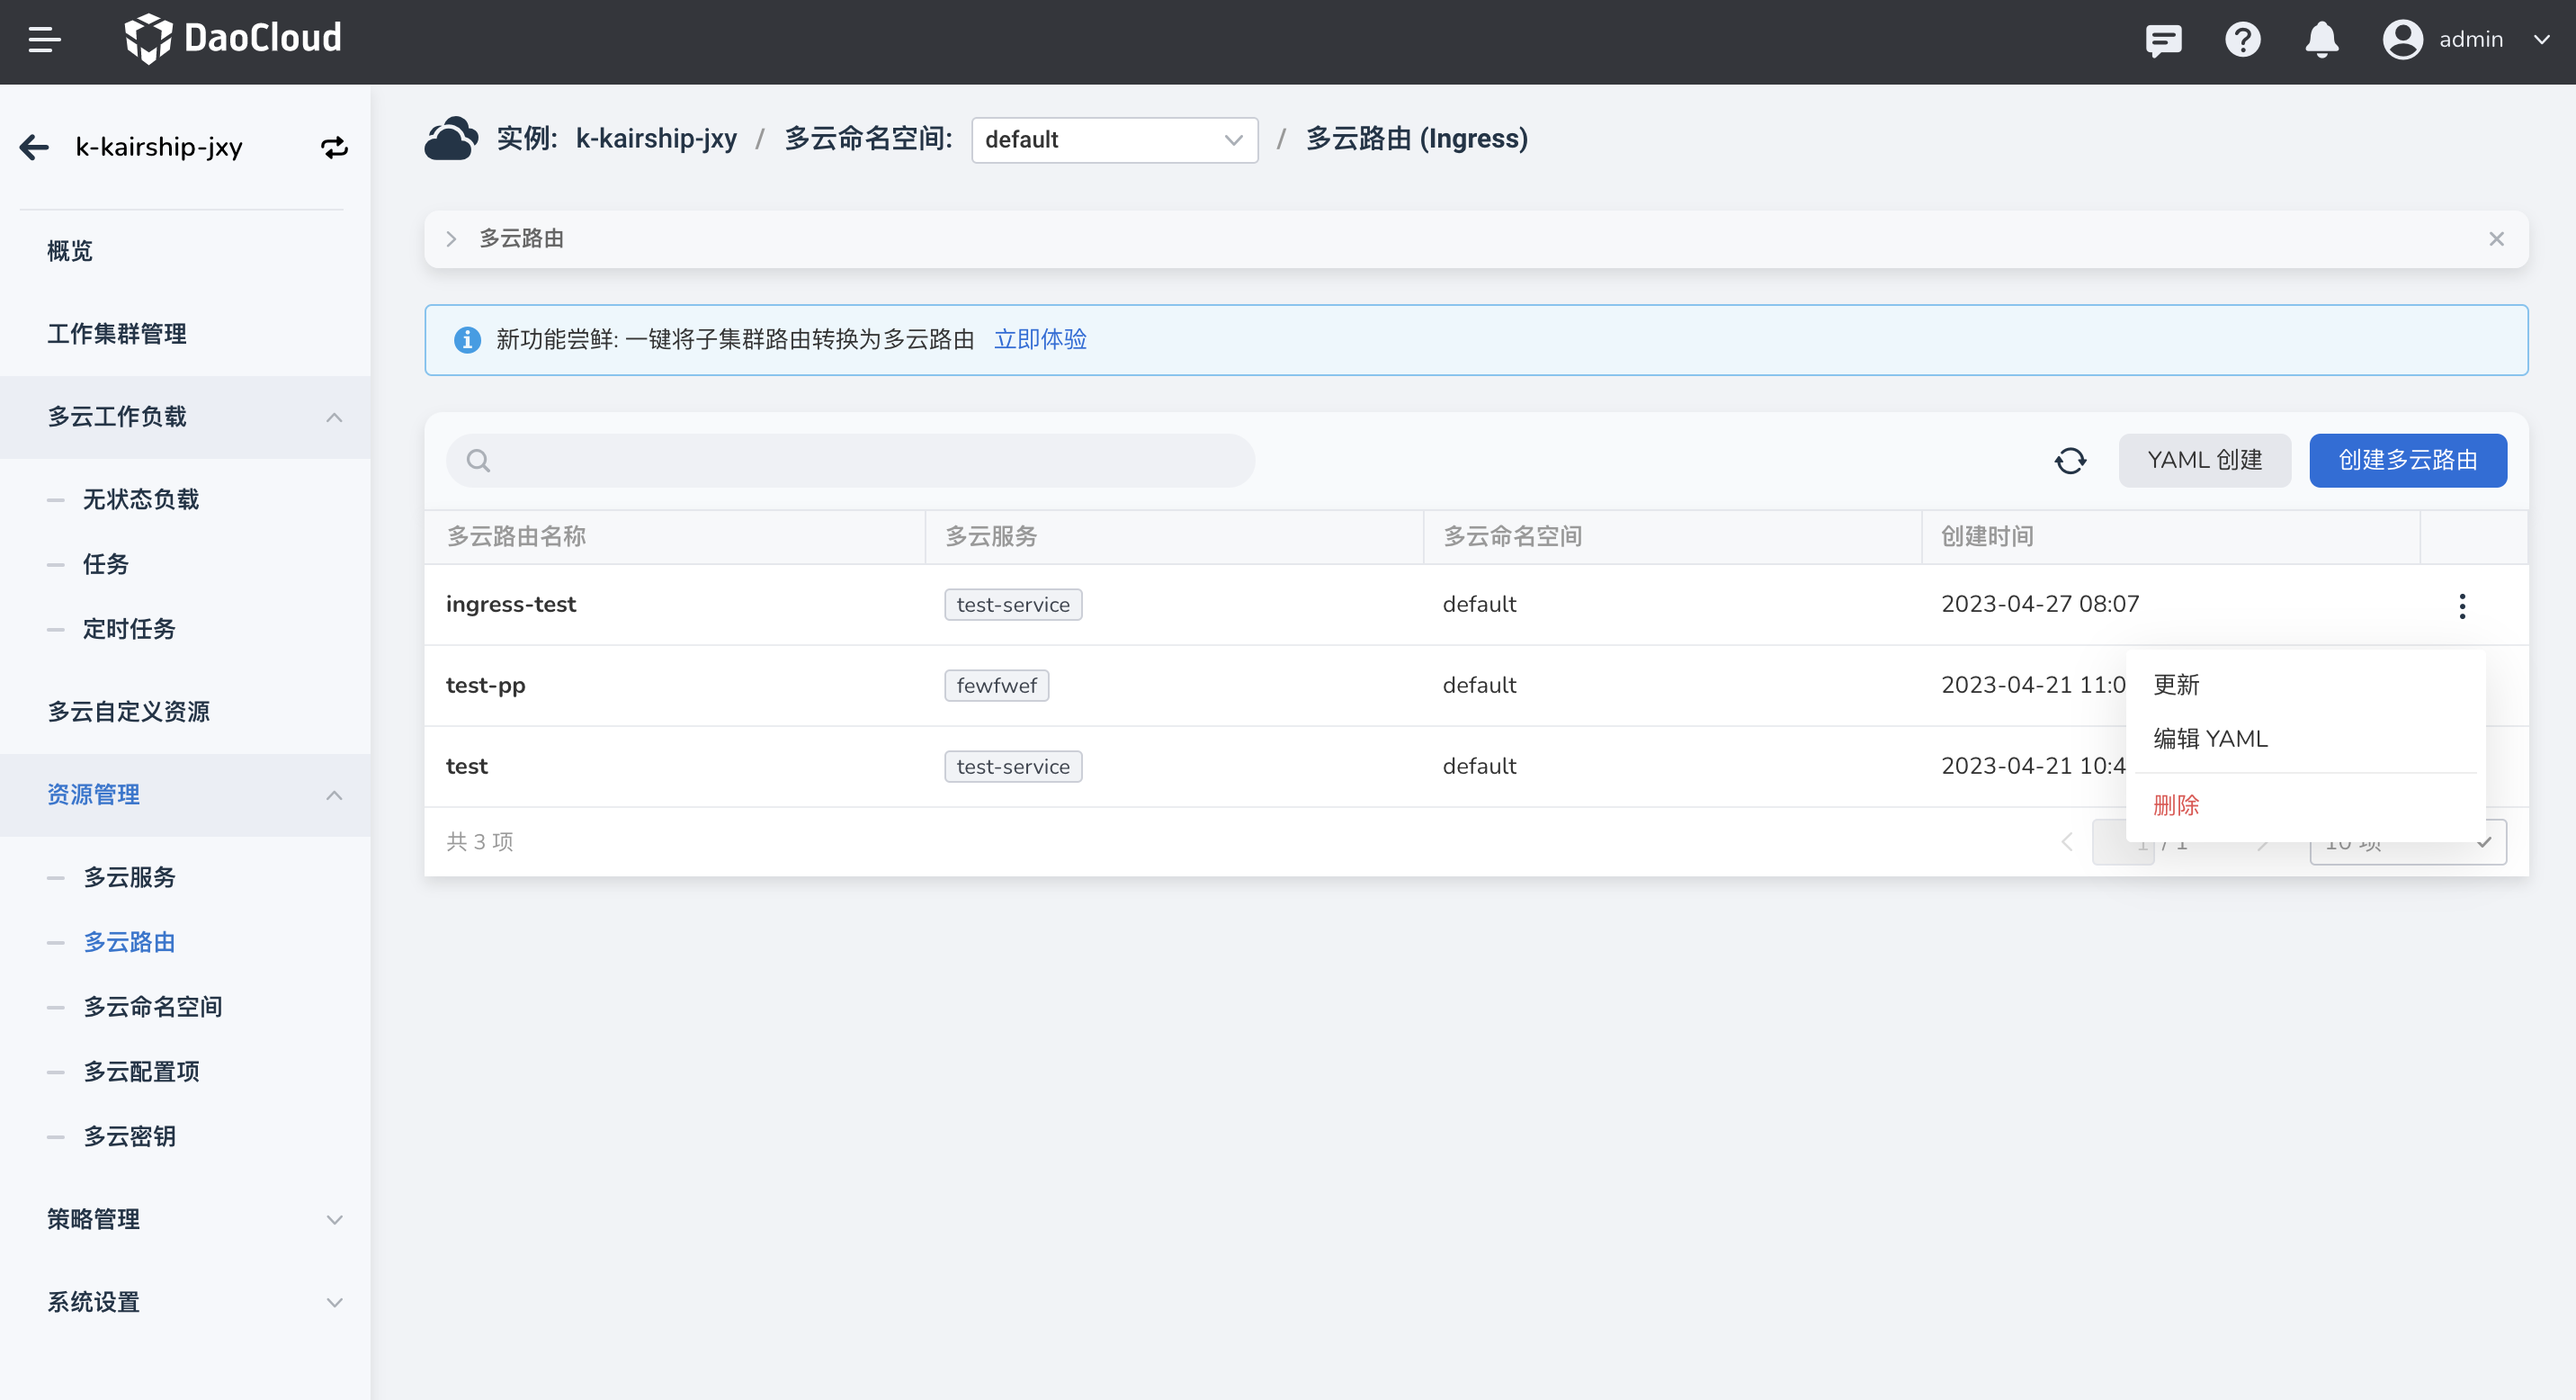 DaoCloud
admin
k-kairship-jxy
概览
工作集群管理
多云工作负载
无状态负载
任务
定时任务
多云自定义资源
资源管理
多云服务
多云路由
多云命名空间
多云配置项
多云密钥
策略管理
系统设置
实例: k-kairship-jxy / 多云命名空间: default / 多云路由 (Ingress)
多云路由
新功能尝鲜: 一键将子集群路由转换为多云路由 立即体验
YAML 创建 创建多云路由
多云路由名称 多云服务 多云命名空间 创建时间
ingress-test test-service default 2023-04-27 08:07
test-pp fewfwef default 2023-04-21 11:0
test test-service default 2023-04-21 10:4
更新
编辑 YAML
删除
共 3 项 1 / 1 10 项